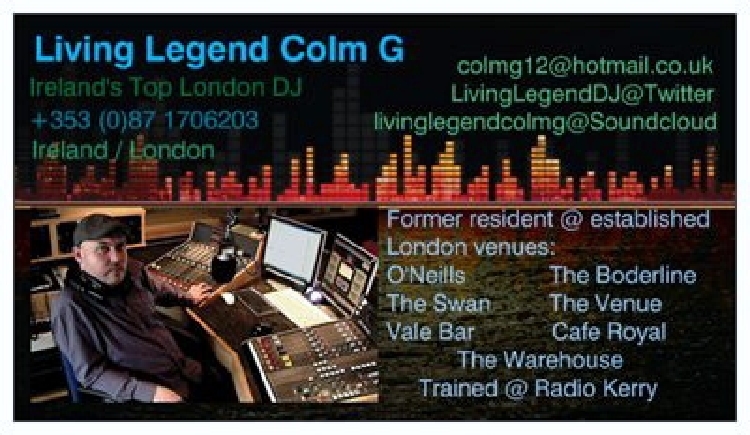 Living Legend Colm G
Ireland's Top London DJ
+353 (0)87 1706203
Ireland / London
colmg12@hotmail.co.uk
LivingLegendDJ@Twitter
livinglegendcolmg@Soundcloud
Former resident @ established
London venues:
O'Neills The Boderline
The Swan The Venue
Vale Bar Cafe Royal
The Warehouse
Trained @ Radio Kerry